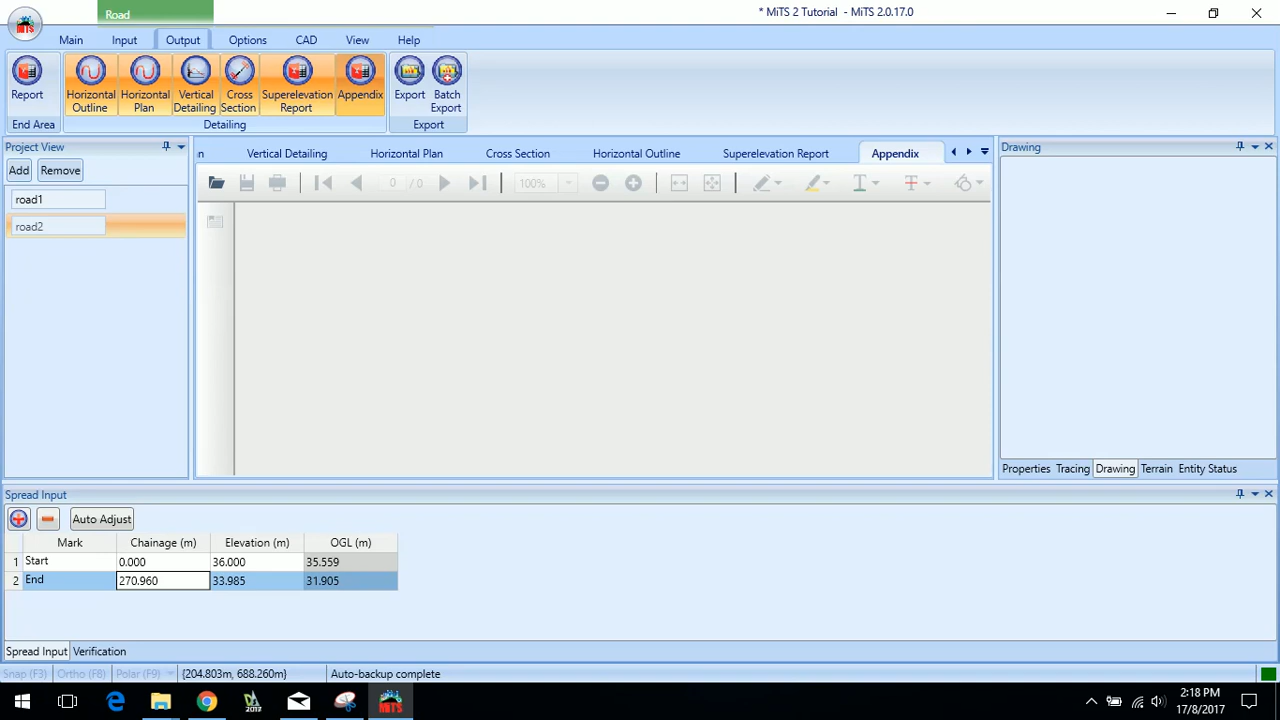 Road
* MiTS 2 Tutorial - MiTS 2.0.17.0
MiTS
Main Input Output Options CAD View Help
Report
Horizontal Outline
Horizontal Plan
Vertical Detailing
Cross Section
Superelevation Report
Appendix
Export
Batch Export
End Area Detailing Export
Project View
Add Remove
road1
road2
n Vertical Detailing Horizontal Plan Cross Section Horizontal Outline Superelevation Report Appendix
0 / 0 100% T T
Drawing
Properties Tracing Drawing Terrain Entity Status
Spread Input
Auto Adjust
Mark Chainage (m) Elevation (m) OGL (m)
1 Start 0.000 36.000 35.559
2 End 270.960 33.985 31.905
Spread Input Verification
Snap (F3) Ortho (F8) Polar (F9) {204.803m, 688.260m} Auto-backup complete
2:18 PM
17/8/2017